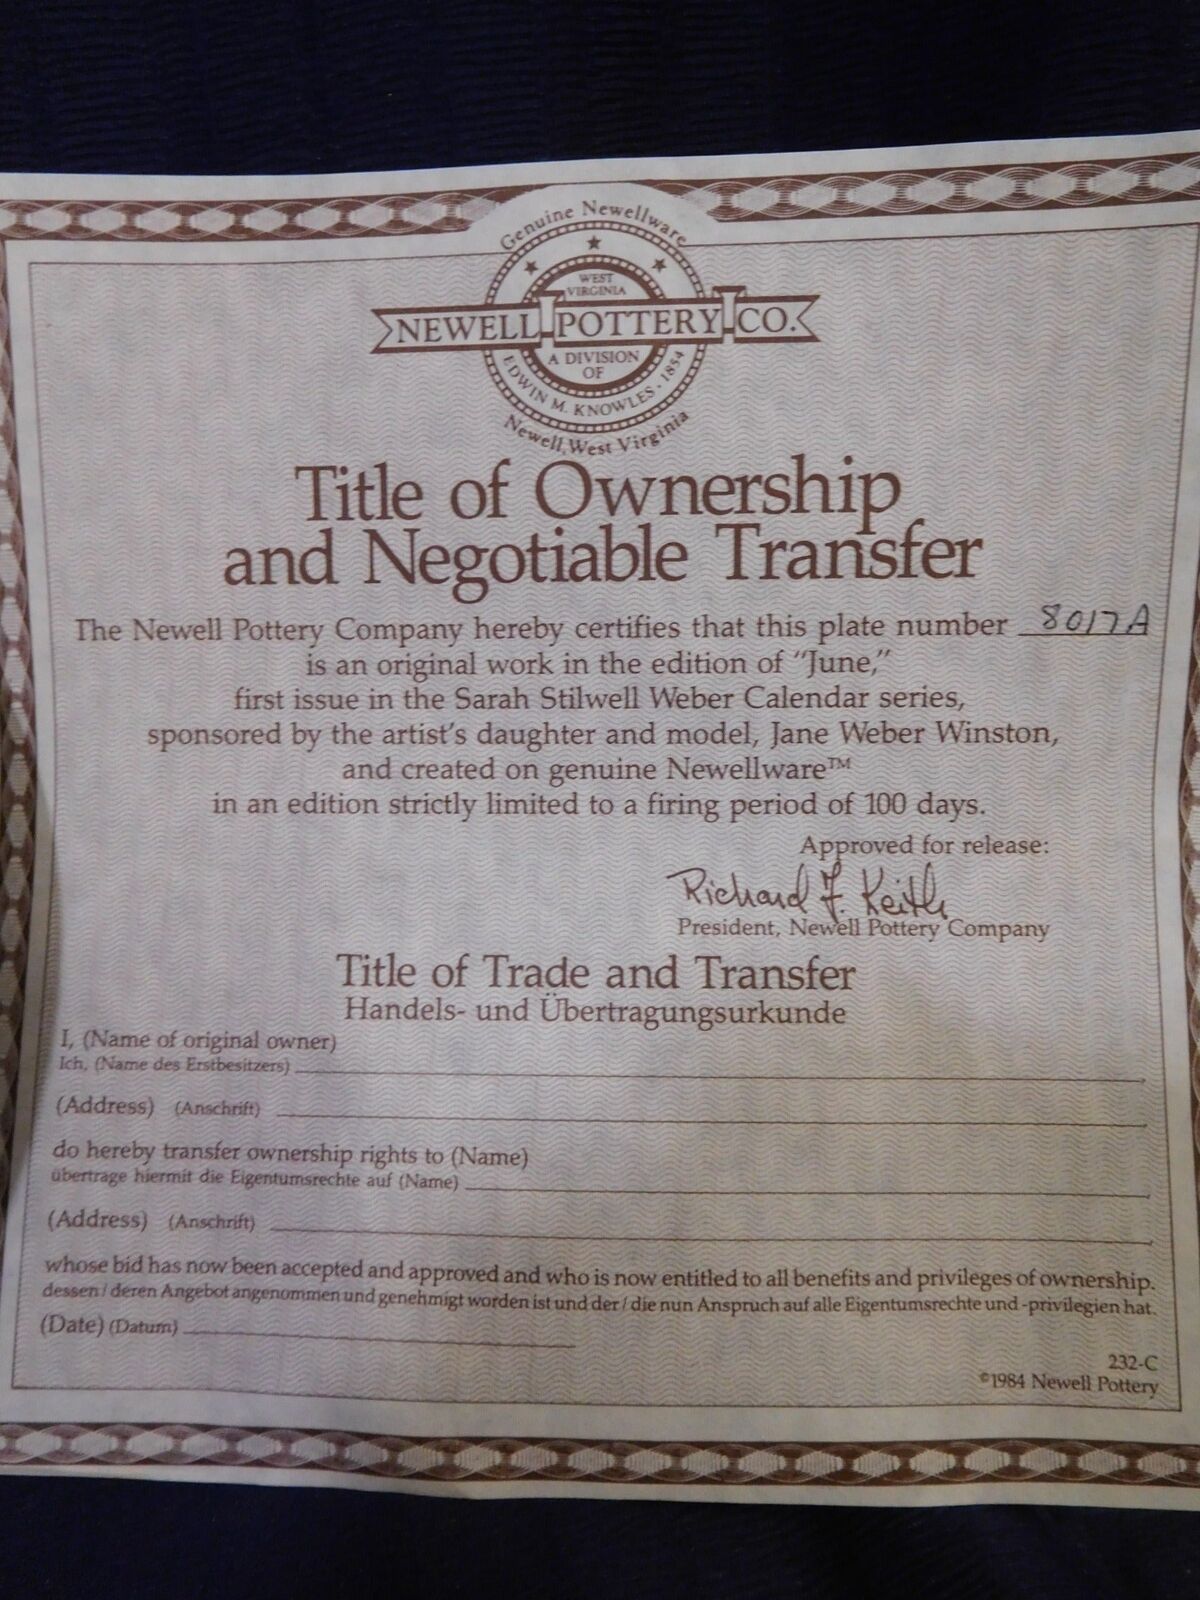 Genuine Newellware
WEST
VIRGINIA
NEWELL POTTERY CO.
A DIVISION
OF
EDWIN M. KNOWLES · 1854
Newell, West Virginia
Title of Ownership
and Negotiable Transfer
The Newell Pottery Company hereby certifies that this plate number 8017A
is an original work in the edition of “June,”
first issue in the Sarah Stilwell Weber Calendar series,
sponsored by the artist’s daughter and model, Jane Weber Winston,
and created on genuine Newellware™
in an edition strictly limited to a firing period of 100 days.
Approved for release:
Richard F. Keith
President, Newell Pottery Company
Title of Trade and Transfer
Handels- und Übertragungsurkunde
I, (Name of original owner)
Ich, (Name des Erstbesitzers)
(Address) (Anschrift)
do hereby transfer ownership rights to (Name)
übertrage hiermit die Eigentumsrechte auf (Name)
(Address) (Anschrift)
whose bid has now been accepted and approved and who is now entitled to all benefits and privileges of ownership.
dessen / deren Angebot angenommen und genehmigt worden ist und der / die nun Anspruch auf alle Eigentumsrechte und -privilegien hat.
(Date) (Datum)
232-C
©1984 Newell Pottery